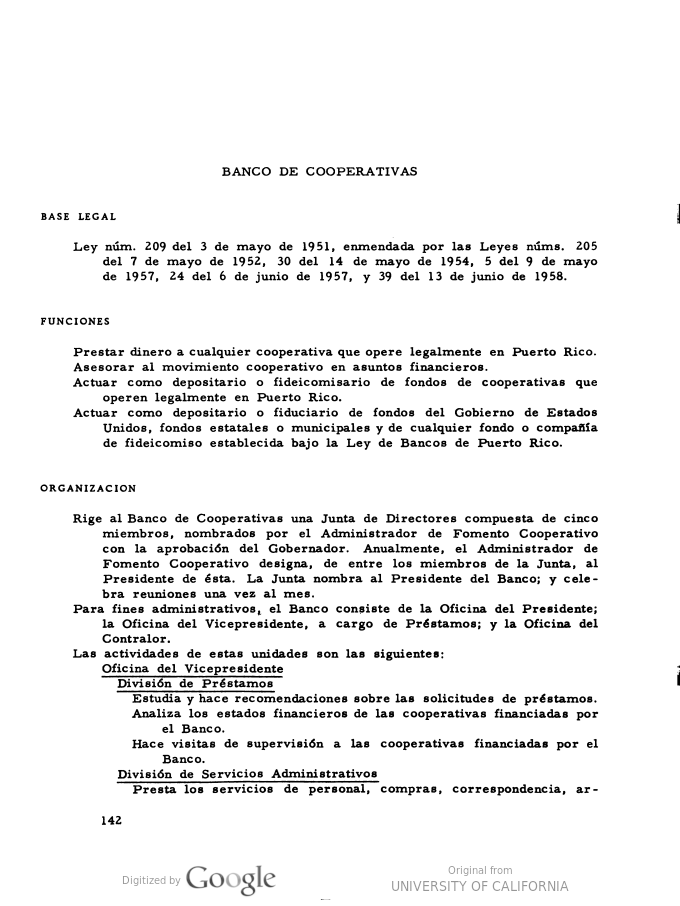 BANCO DE COOPERATIVAS
BASE LEGAL
Ley núm. 209 del 3 de mayo de 1951, enmendada por las Leyes núms. 205
del 7 de mayo de 1952, 30 del 14 de mayo de 1954, 5 del 9 de mayo
de 1957, 24 del 6 de junio de 1957, y 39 del 13 de junio de 1958.
FUNCIONES
Prestar dinero a cualquier cooperativa que opere legalmente en Puerto Rico.
Asesorar al movimiento cooperativo en asuntos financieros.
Actuar como depositario o fideicomisario de fondos de cooperativas que
operen legalmente en Puerto Rico.
Actuar como depositario o fiduciario de fondos del Gobierno de Estados
Unidos, fondos estatales o municipales y de cualquier fondo o compañía
de fideicomiso establecida bajo la Ley de Bancos de Puerto Rico.
ORGANIZACION
Rige al Banco de Cooperativas una Junta de Directores compuesta de cinco
miembros, nombrados por el Administrador de Fomento Cooperativo
con la aprobación del Gobernador. Anualmente, el Administrador de
Fomento Cooperativo designa, de entre los miembros de la Junta, al
Presidente de ésta. La Junta nombra al Presidente del Banco; y cele-
bra reuniones una vez al mes.
Para fines administrativos, el Banco consiste de la Oficina del Presidente;
la Oficina del Vicepresidente, a cargo de Préstamos; y la Oficina del
Contralor.
Las actividades de estas unidades son las siguientes:
Oficina del Vicepresidente
División de Préstamos
Estudia y hace recomendaciones sobre las solicitudes de préstamos.
Analiza los estados financieros de las cooperativas financiadas por
el Banco.
Hace visitas de supervisión a las cooperativas financiadas por el
Banco.
División de Servicios Administrativos
Presta los servicios de personal, compras, correspondencia, ar-
142
Digitized by Google
Original from
UNIVERSITY OF CALIFORNIA